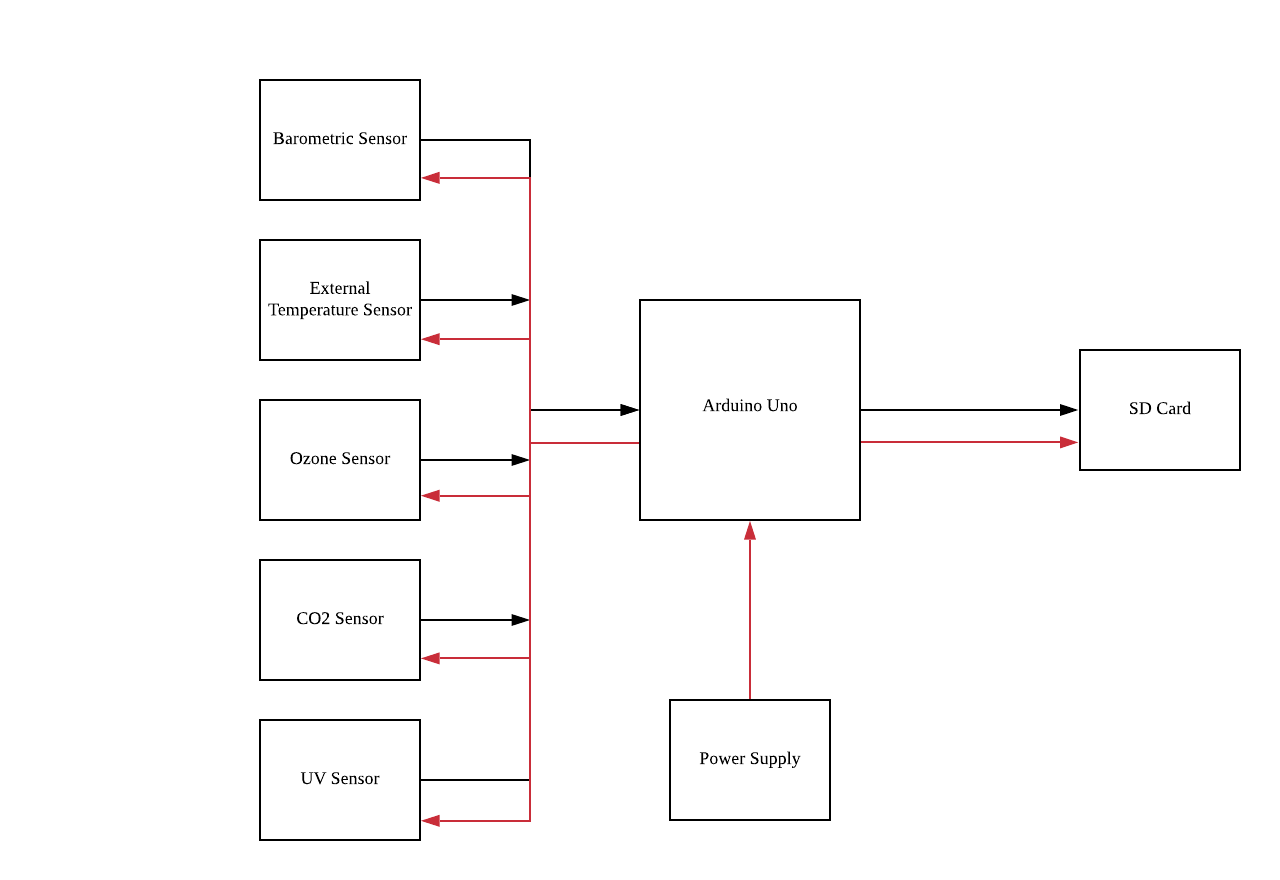 Barometric Sensor
External
Temperature Sensor
Ozone Sensor
CO2 Sensor
UV Sensor
Arduino Uno
Power Supply
SD Card